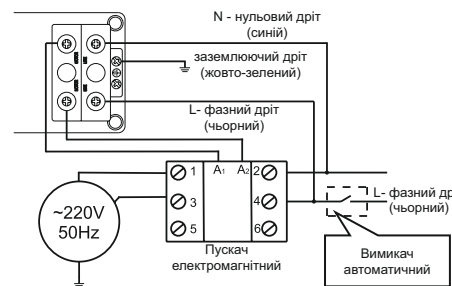 N - нульовий дріт
(синій)
заземлюючий дріт
(жовто-зелений)
L- фазний дріт
(чорний)
1 A1 A2 2
3 4
5 6
L- фазний др
(чорний)
~220V
50Hz
Пускач
електромагнітний
Вимикач
автоматичний